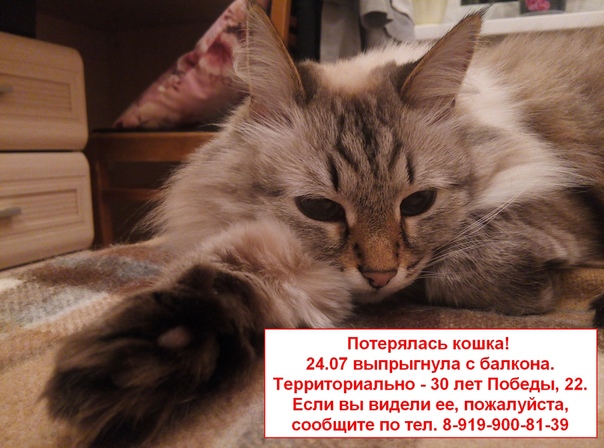 Потерялась кошка!
24.07 выпрыгнула с балкона.
Территориально - 30 лет Победы, 22.
Если вы видели ее, пожалуйста,
сообщите по тел. 8-919-900-81-39